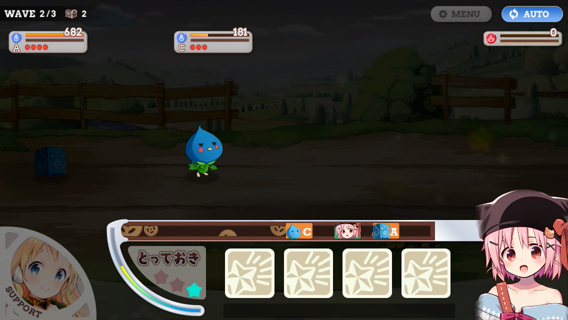 WAVE 2/3 2 MENU AUTO
682 181 0
A C
C A
とっておき
SUPPORT